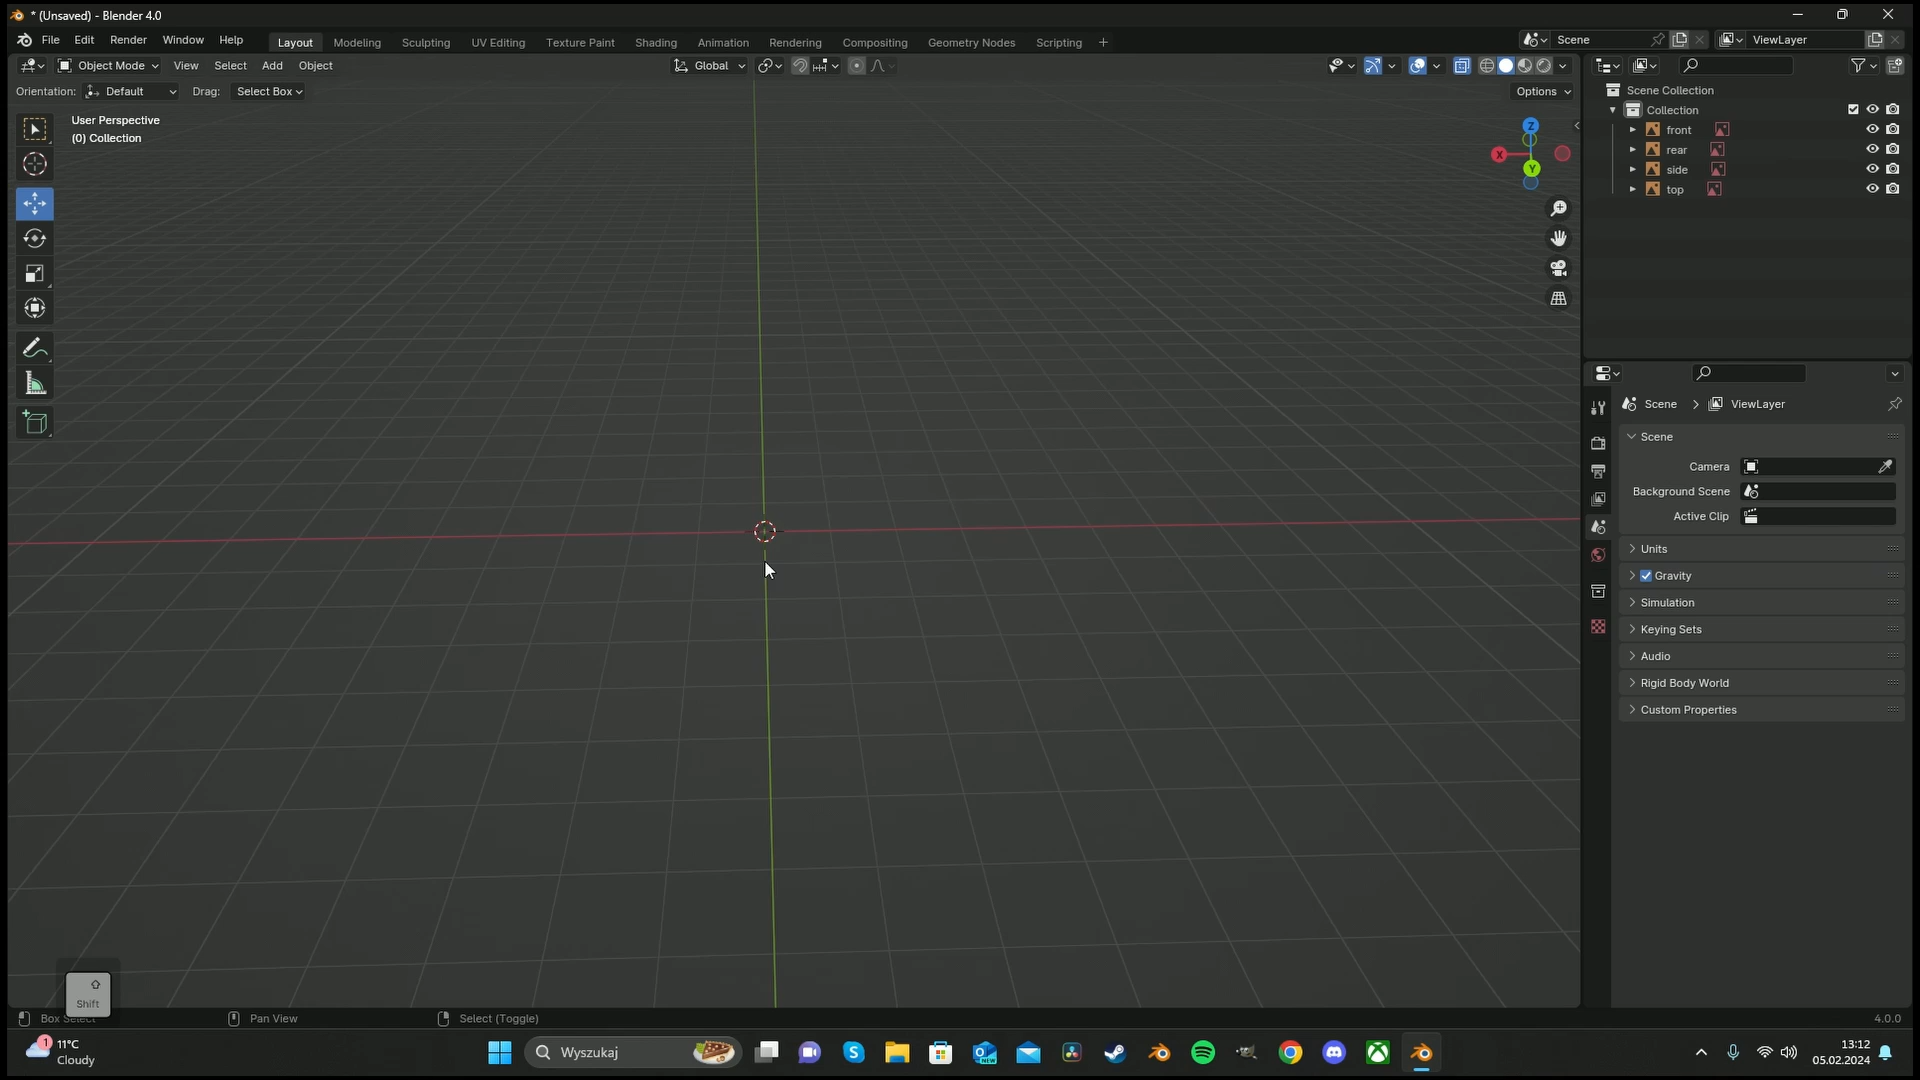 * (Unsaved) - Blender 4.0
File Edit Render Window Help
Layout Modeling Sculpting UV Editing Texture Paint Shading Animation Rendering Compositing Geometry Nodes Scripting +
Scene ViewLayer
Object Mode View Select Add Object
Global
Orientation: Default Drag: Select Box
Options
User Perspective
(0) Collection
Z
X
Y
Scene Collection
Collection
front
rear
side
top
Scene ViewLayer
Scene
Camera
Background Scene
Active Clip
Units
Gravity
Simulation
Keying Sets
Audio
Rigid Body World
Custom Properties
Shift
Box Select Pan View Select (Toggle)
4.0.0
1
11°C
Cloudy
Wyszukaj
NEW
13:12
05.02.2024